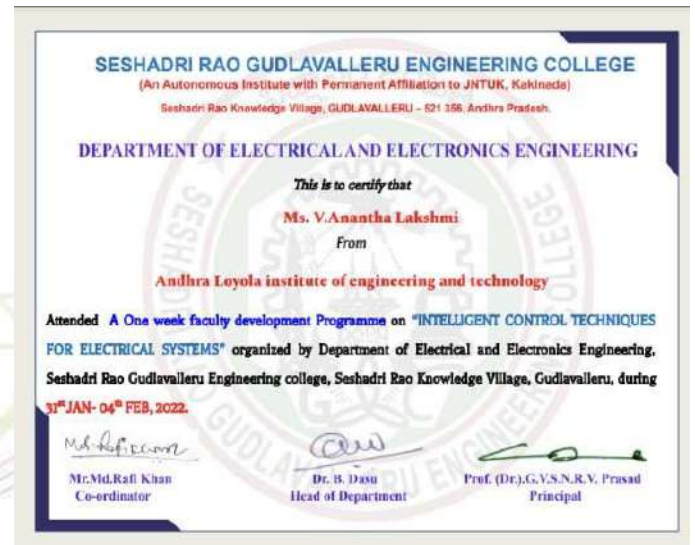 SESHADRI RAO GUDLAVALLERU ENGINEERING COLLEGE
(An Autonomous Institute with Permanent Affiliation to JNTUK, Kakinada)
Seshadri Rao Knowledge Village, GUDLAVALLERU – 521 356, Andhra Pradesh.
DEPARTMENT OF ELECTRICAL AND ELECTRONICS ENGINEERING
This is to certify that
Ms. V.Anantha Lakshmi
From
Andhra Loyola institute of engineering and technology
Attended A One week faculty development Programme on "INTELLIGENT CONTROL TECHNIQUES
FOR ELECTRICAL SYSTEMS" organized by Department of Electrical and Electronics Engineering,
Seshadri Rao Gudlavalleru Engineering college, Seshadri Rao Knowledge Village, Gudlavalleru, during
31st JAN- 04th FEB, 2022.
Mr.Md.Rafi Khan
Co-ordinator
Dr. B. Dasu
Head of Department
Prof. (Dr.).G.V.S.N.R.V. Prasad
Principal